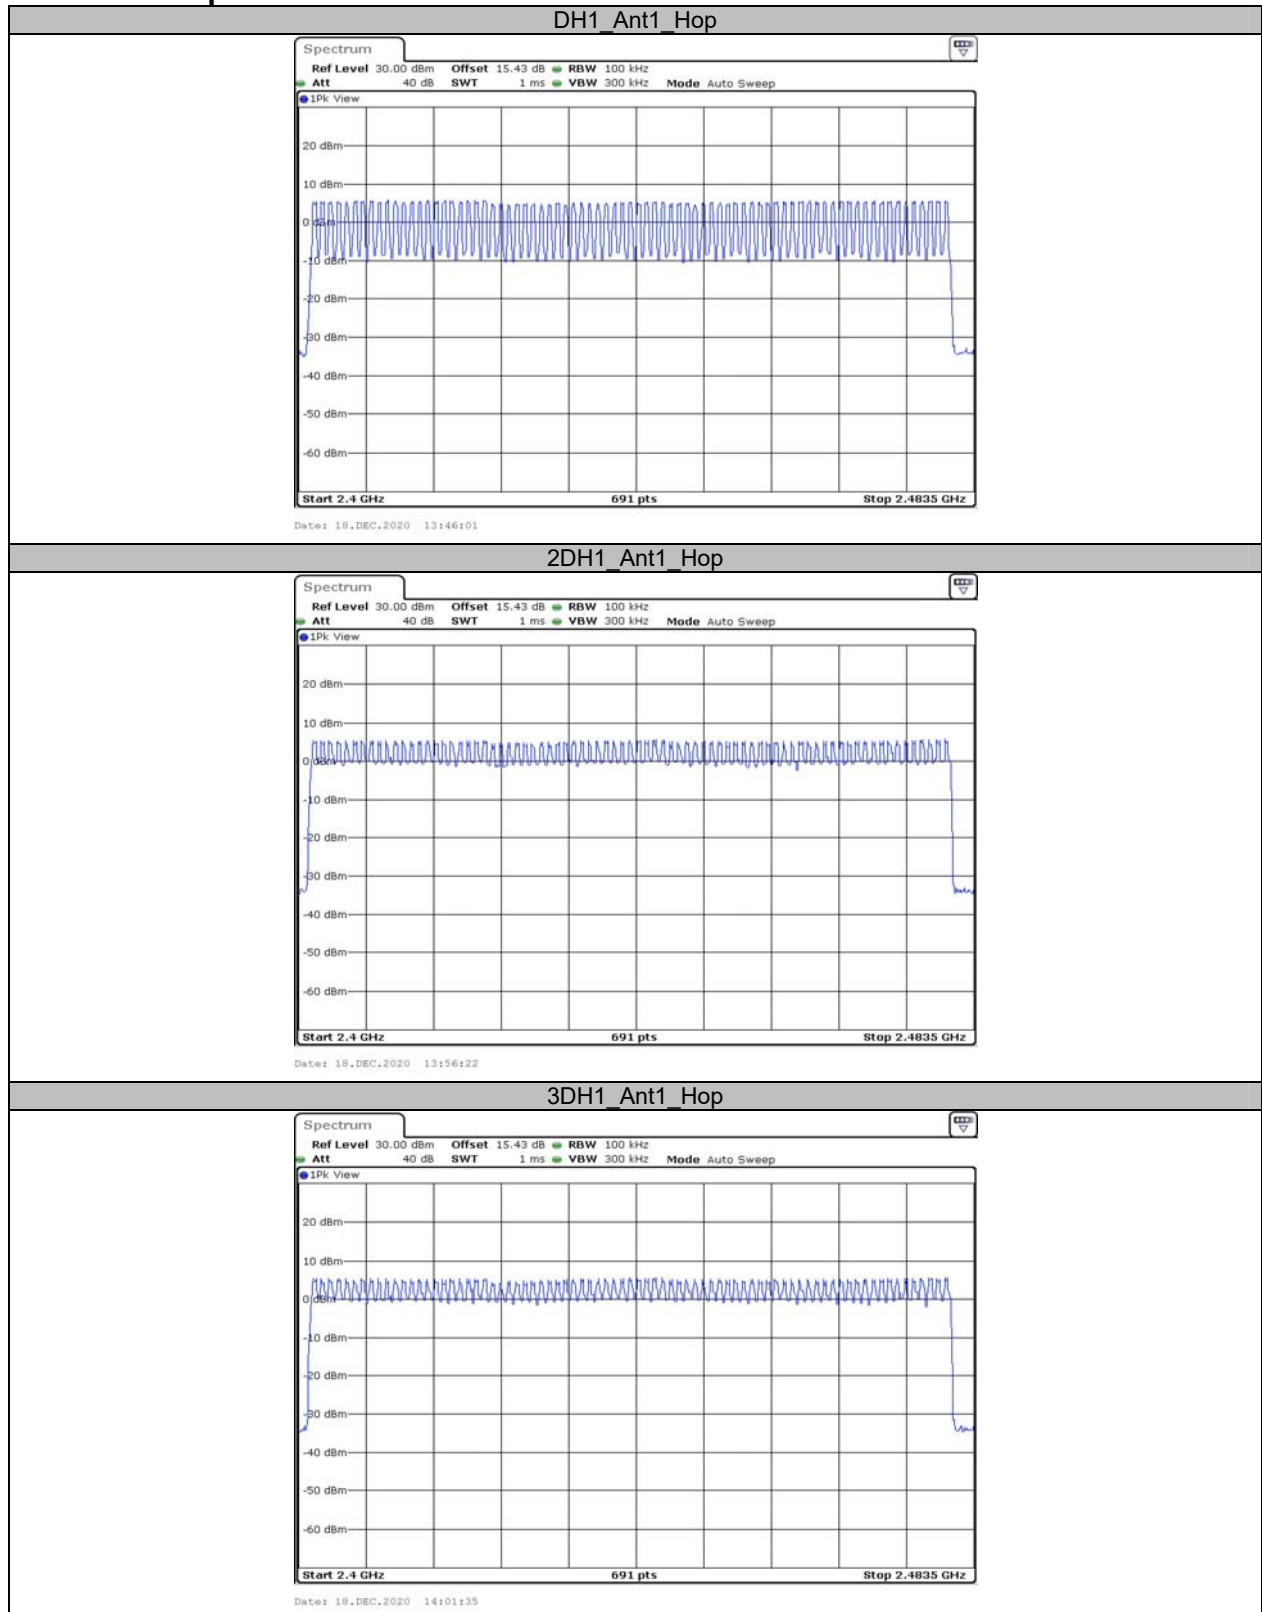 DH1_Ant1_Hop
Spectrum
Ref Level 30.00 dBm Offset 15.43 dB RBW 100 kHz
Att 40 dB SWT 1 ms VBW 300 kHz Mode Auto Sweep
1Pk View
20 dBm
10 dBm
0 dBm
-10 dBm
-20 dBm
-30 dBm
-40 dBm
-50 dBm
-60 dBm
Start 2.4 GHz 691 pts Stop 2.4835 GHz
Date: 18.DEC.2020 13:46:01
2DH1_Ant1_Hop
Spectrum
Ref Level 30.00 dBm Offset 15.43 dB RBW 100 kHz
Att 40 dB SWT 1 ms VBW 300 kHz Mode Auto Sweep
1Pk View
20 dBm
10 dBm
0 dBm
-10 dBm
-20 dBm
-30 dBm
-40 dBm
-50 dBm
-60 dBm
Start 2.4 GHz 691 pts Stop 2.4835 GHz
Date: 18.DEC.2020 13:56:22
3DH1_Ant1_Hop
Spectrum
Ref Level 30.00 dBm Offset 15.43 dB RBW 100 kHz
Att 40 dB SWT 1 ms VBW 300 kHz Mode Auto Sweep
1Pk View
20 dBm
10 dBm
0 dBm
-10 dBm
-20 dBm
-30 dBm
-40 dBm
-50 dBm
-60 dBm
Start 2.4 GHz 691 pts Stop 2.4835 GHz
Date: 18.DEC.2020 14:01:35